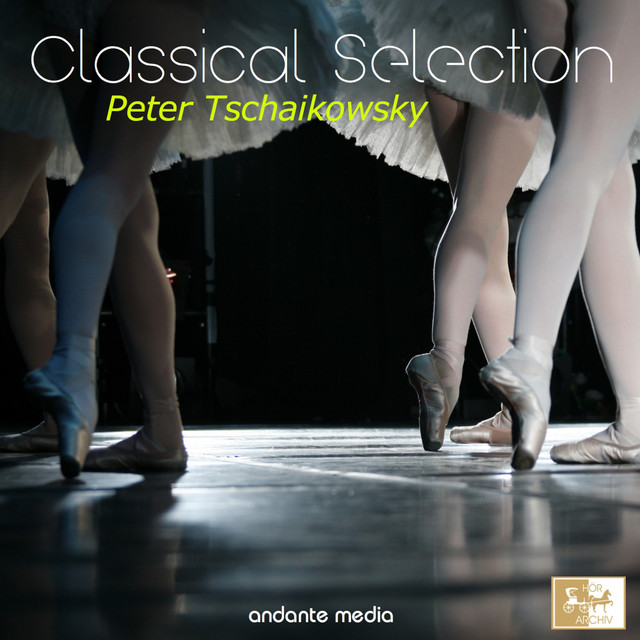 Classical Selection
Peter Tschaikowsky
andante media
HÖR
ARCHIV